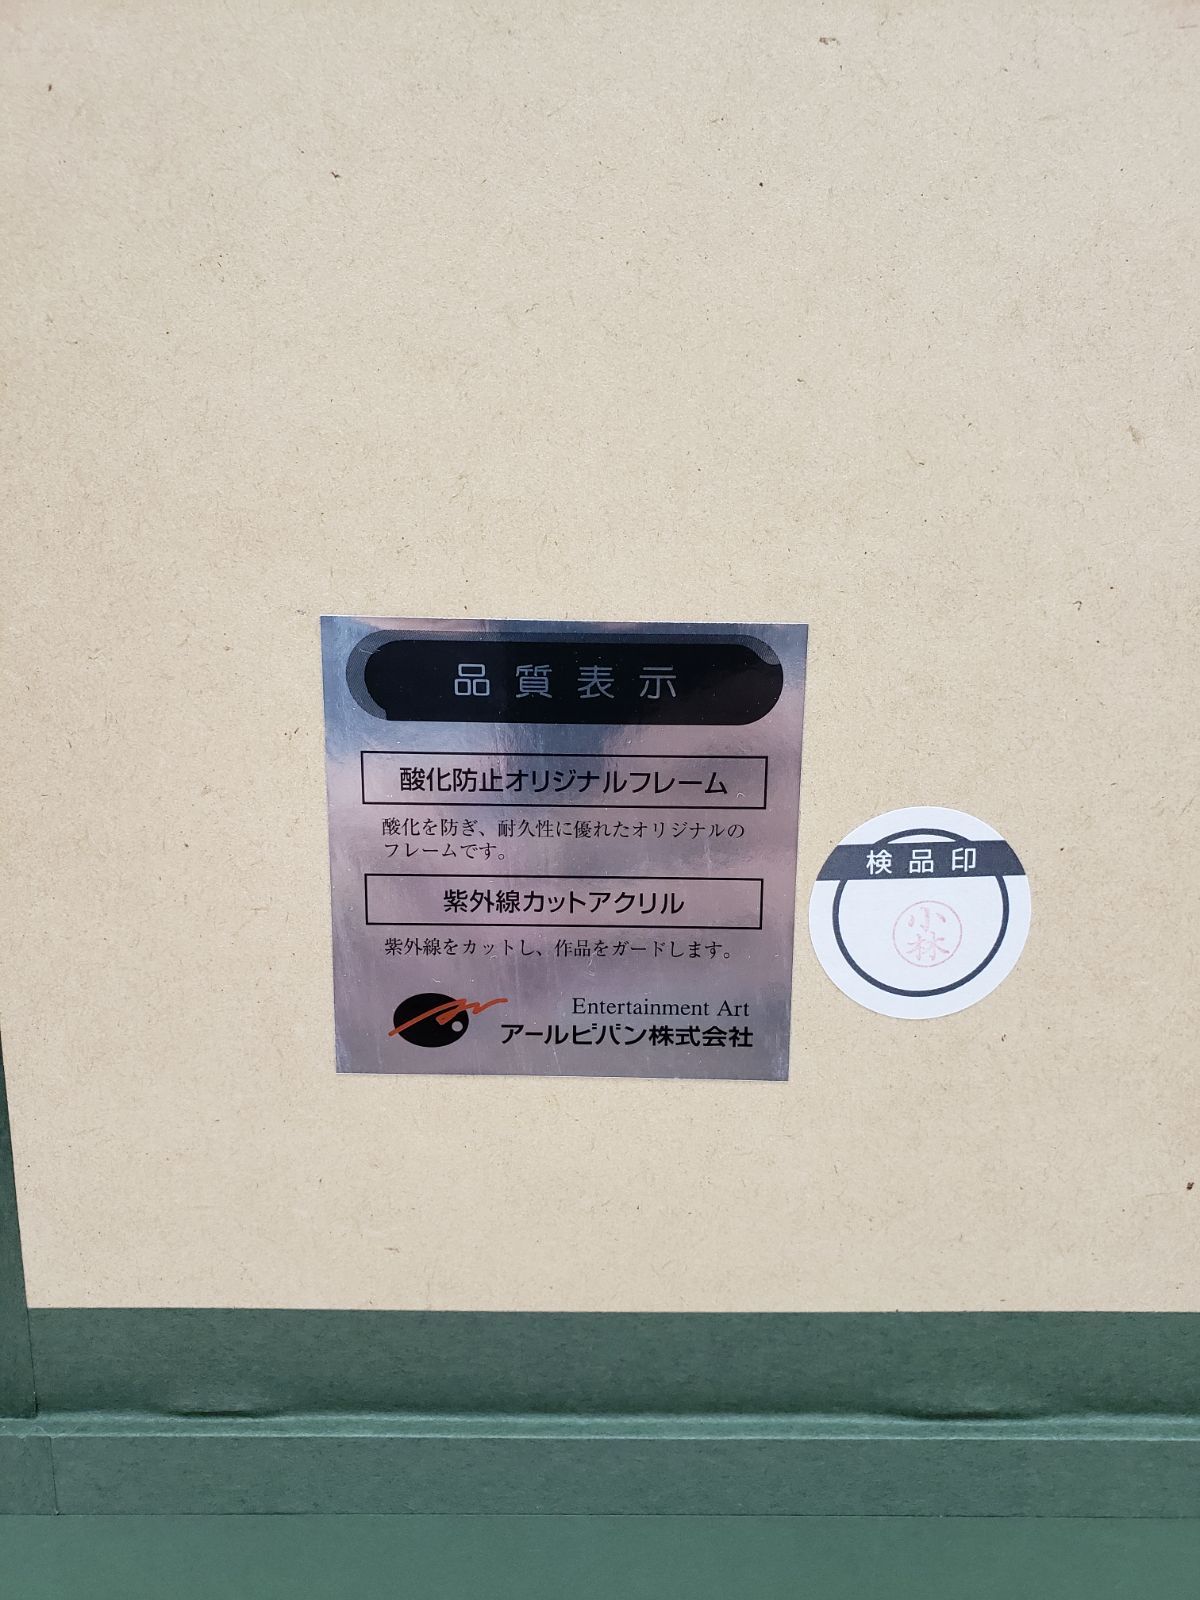 品質表示
酸化防止オリジナルフレーム
酸化を防ぎ、耐久性に優れたオリジナルの
フレームです。
紫外線カットアクリル
紫外線をカットし、作品をガードします。
Entertainment Art
アールビバン株式会社
検品印
小林